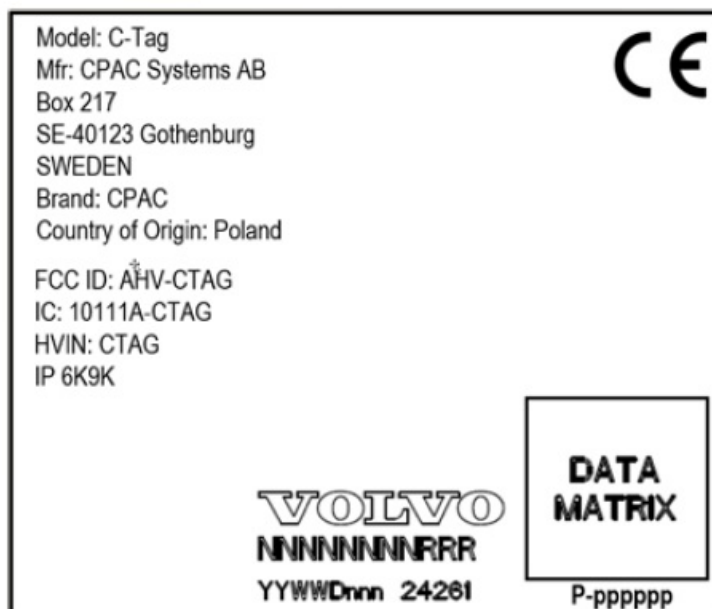 Model: C-Tag
Mfr: CPAC Systems AB
Box 217
SE-40123 Gothenburg
SWEDEN
Brand: CPAC
Country of Origin: Poland
FCC ID: AHV-CTAG
IC: 10111A-CTAG
HVIN: CTAG
IP 6K9K
CE
VOLVO
NNNNNNNNRRR
YYWWDnnn 24261
DATA
MATRIX
P-pppppp